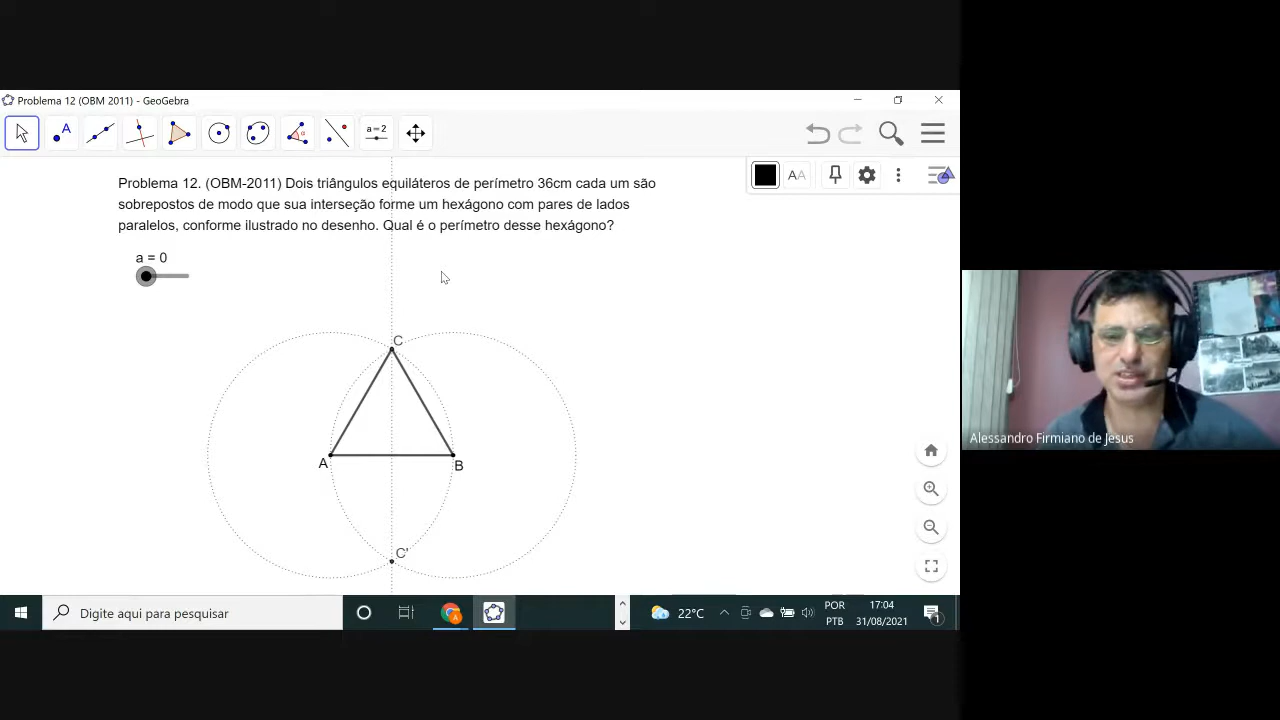 Problema 12 (OBM 2011) - GeoGebra
A
α
a = 2
AA
Problema 12. (OBM-2011) Dois triângulos equiláteros de perímetro 36cm cada um são
sobrepostos de modo que sua interseção forme um hexágono com pares de lados
paralelos, conforme ilustrado no desenho. Qual é o perímetro desse hexágono?
a = 0
C
A
B
C'
Alessandro Firmiano de Jesus
Digite aqui para pesquisar
A
22°C
POR
PTB
17:04
31/08/2021
1